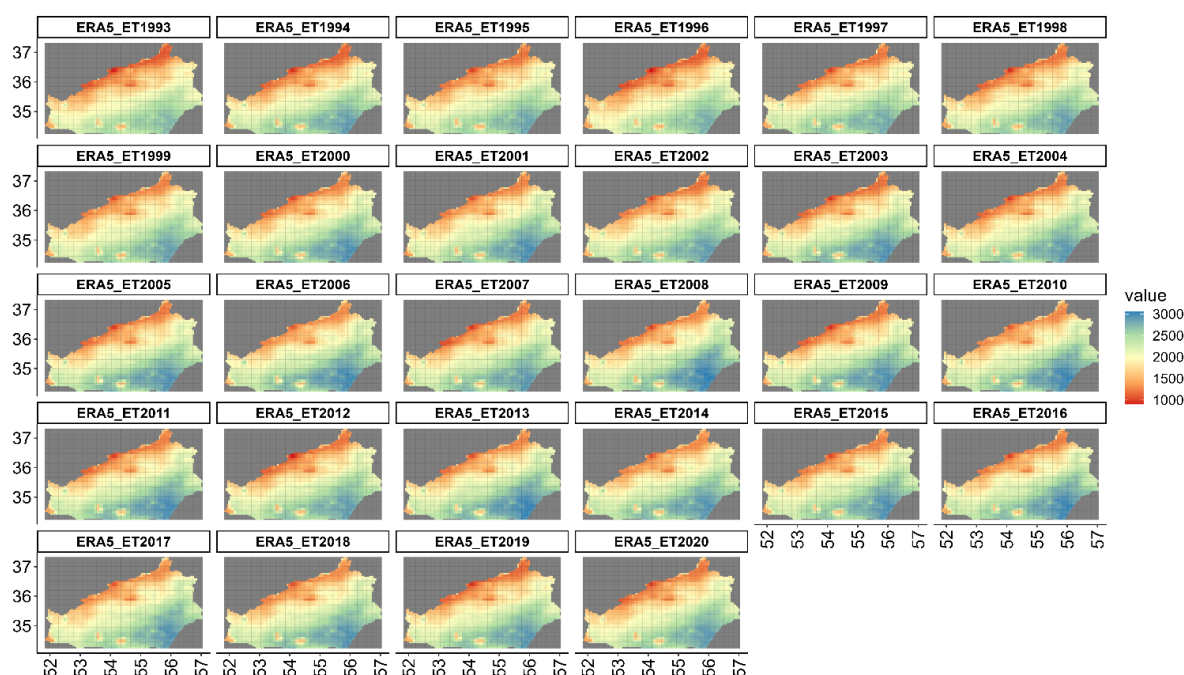 ERA5_ET1993 ERA5_ET1994 ERA5_ET1995 ERA5_ET1996 ERA5_ET1997 ERA5_ET1998
37
36
35
ERA5_ET1999 ERA5_ET2000 ERA5_ET2001 ERA5_ET2002 ERA5_ET2003 ERA5_ET2004
37
36
35
ERA5_ET2005 ERA5_ET2006 ERA5_ET2007 ERA5_ET2008 ERA5_ET2009 ERA5_ET2010
37
36
35
value
3000
2500
2000
1500
1000
ERA5_ET2011 ERA5_ET2012 ERA5_ET2013 ERA5_ET2014 ERA5_ET2015 ERA5_ET2016
37
36
35
52 53 54 55 56 57 52 53 54 55 56 57
ERA5_ET2017 ERA5_ET2018 ERA5_ET2019 ERA5_ET2020
37
36
35
52 53 54 55 56 57 52 53 54 55 56 57 52 53 54 55 56 57 52 53 54 55 56 57